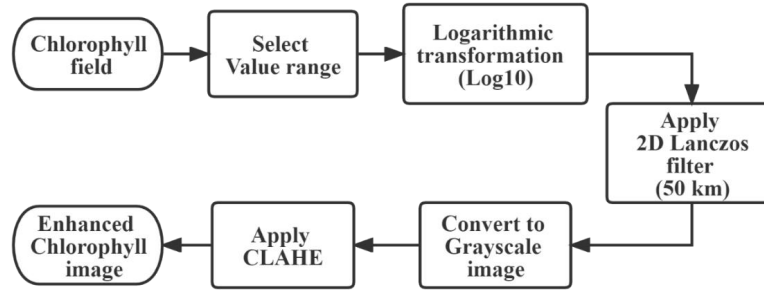 Chlorophyll
field
Select
Value range
Logarithmic
transformation
(Log10)
Apply
2D Lanczos
filter
(50 km)
Convert to
Grayscale
image
Apply
CLAHE
Enhanced
Chlorophyll
image